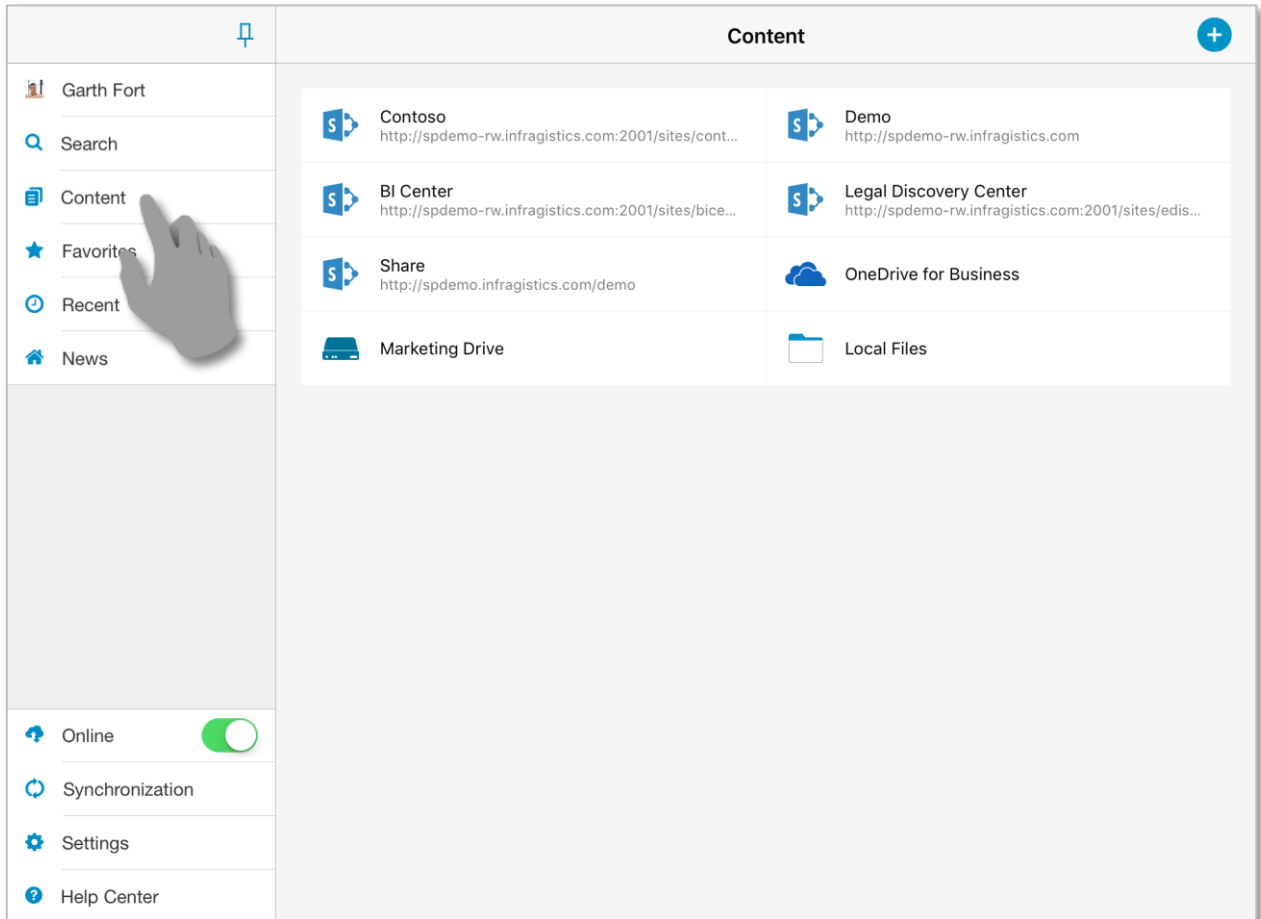 Content
Garth Fort
Search
Content
Favorites
Recent
News
Online
Synchronization
Settings
Help Center
Contoso
http://spdemo-rw.infragistics.com:2001/sites/cont...
Demo
http://spdemo-rw.infragistics.com
BI Center
http://spdemo-rw.infragistics.com:2001/sites/bice...
Legal Discovery Center
http://spdemo-rw.infragistics.com:2001/sites/edis...
Share
http://spdemo.infragistics.com/demo
OneDrive for Business
Marketing Drive
Local Files